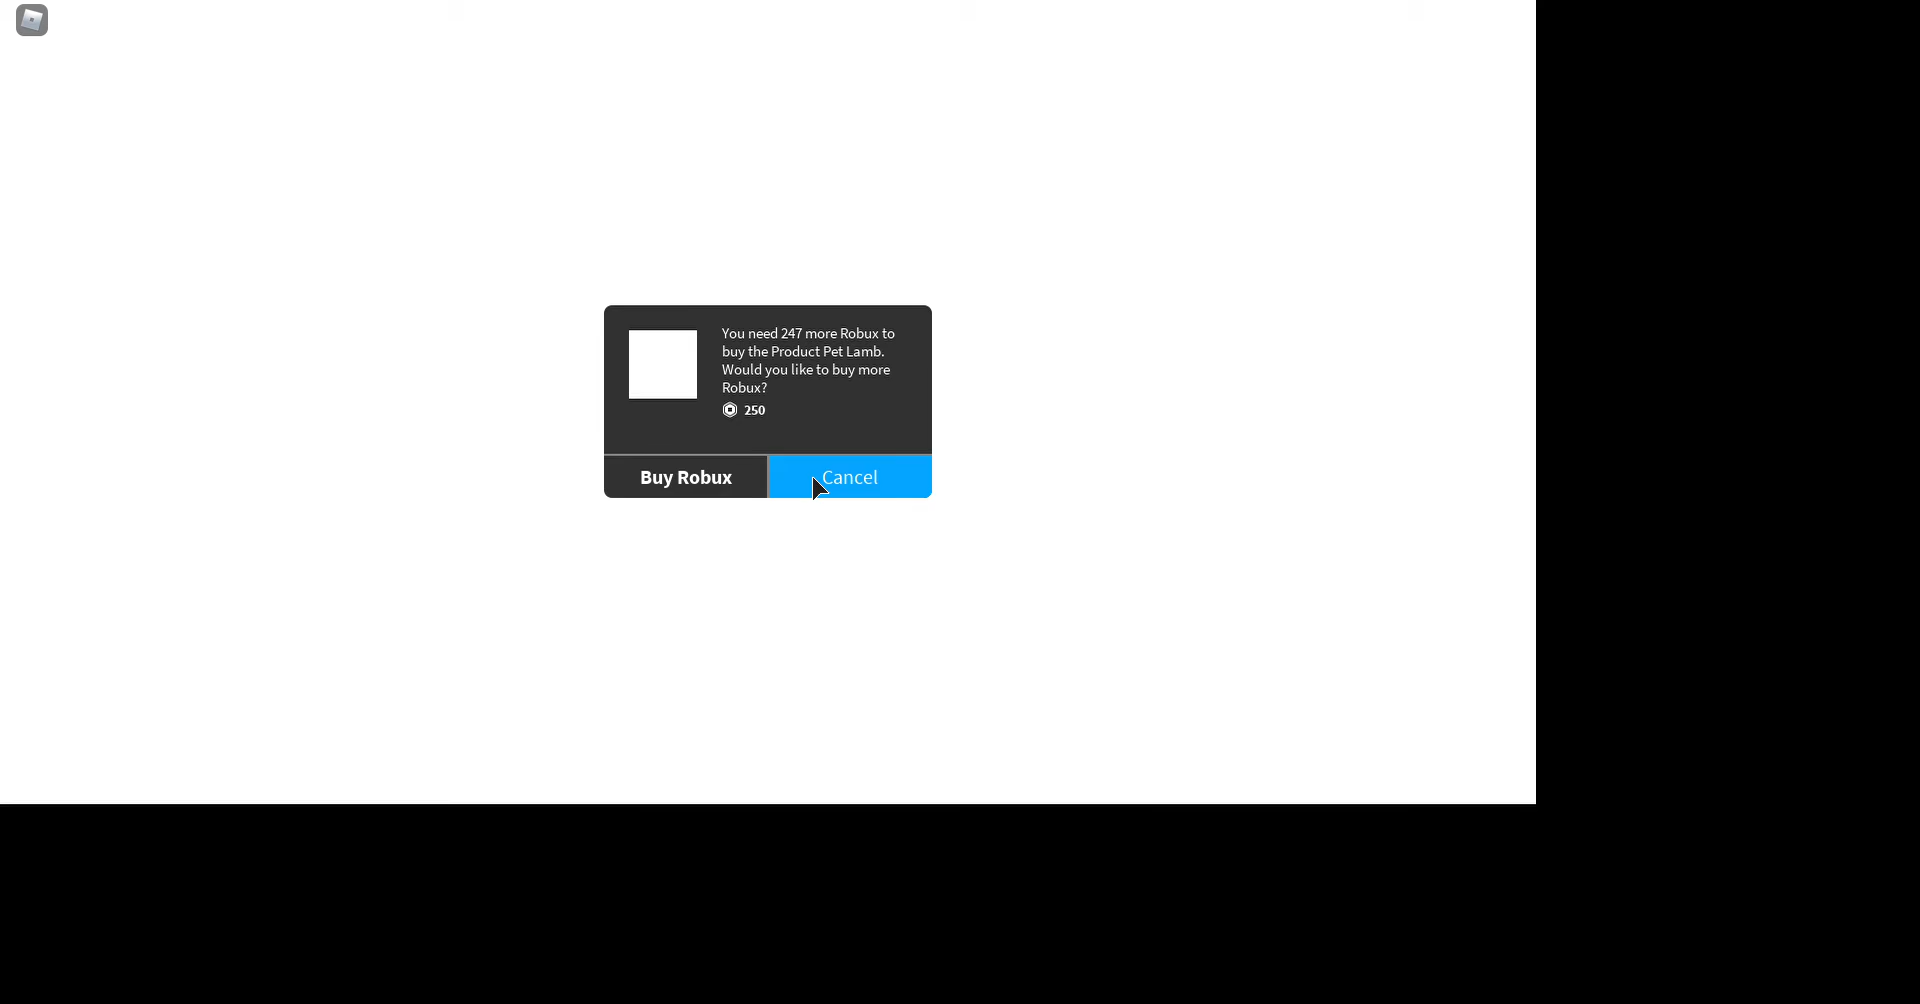 You need 247 more Robux to
buy the Product Pet Lamb.
Would you like to buy more
Robux?
250
Buy Robux
Cancel